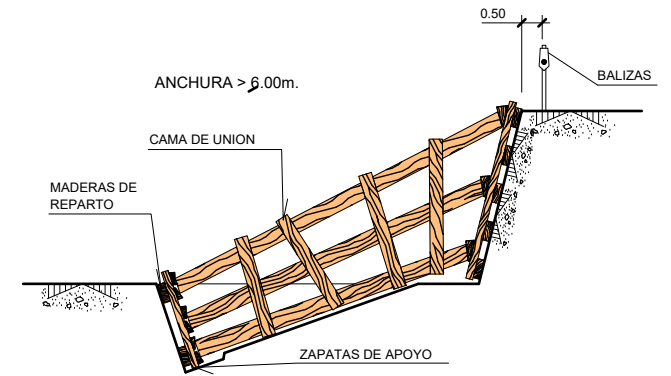 0.50
BALIZAS
ANCHURA > 6.00m.
CAMA DE UNION
MADERAS DE
REPARTO
ZAPATAS DE APOYO